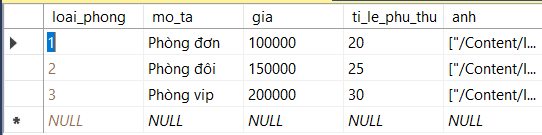 loai_phong mo_ta gia ti_le_phu_thu anh
1 Phòng đơn 100000 20 ["/Content/I...
2 Phòng đôi 150000 25 ["/Content/I...
3 Phòng vip 200000 30 ["/Content/I...
NULL NULL NULL NULL NULL